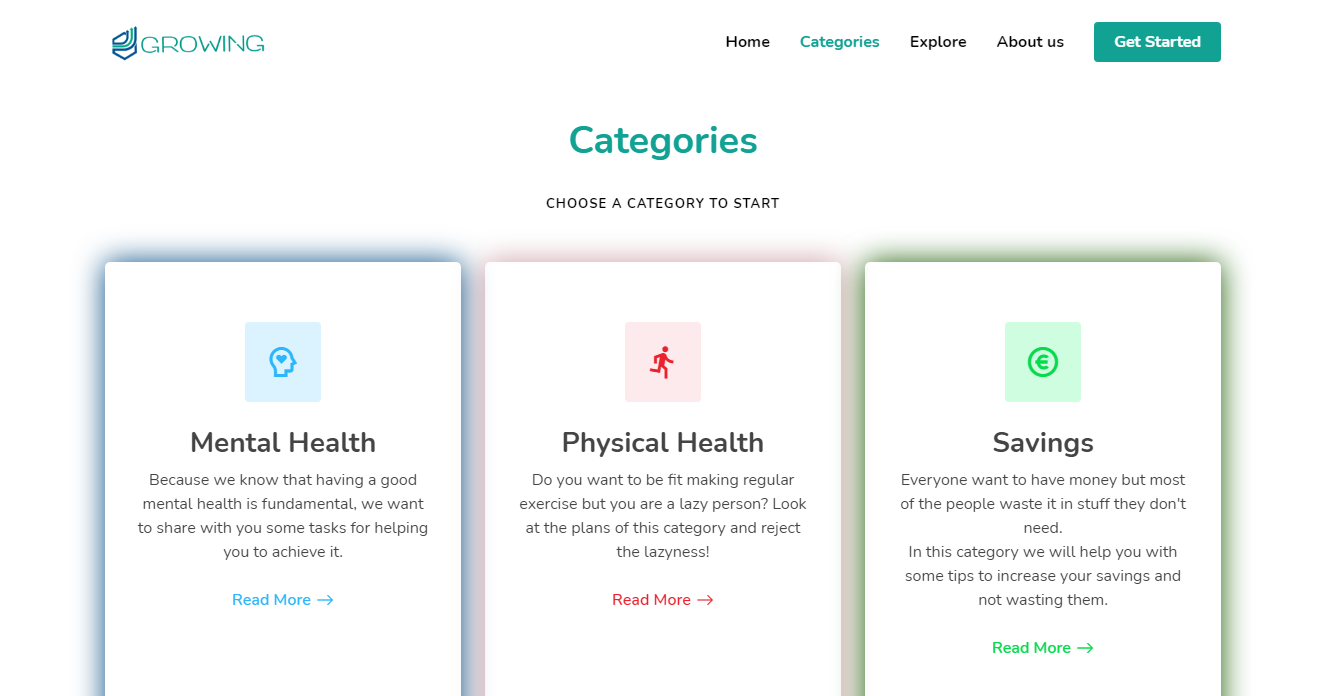 GROWING
Home Categories Explore About us Get Started
Categories
CHOOSE A CATEGORY TO START
Mental Health
Because we know that having a good
mental health is fundamental, we want
to share with you some tasks for helping
you to achieve it.
Read More
Physical Health
Do you want to be fit making regular
exercise but you are a lazy person? Look
at the plans of this category and reject
the lazyness!
Read More
Savings
Everyone want to have money but most
of the people waste it in stuff they don't
need.
In this category we will help you with
some tips to increase your savings and
not wasting them.
Read More